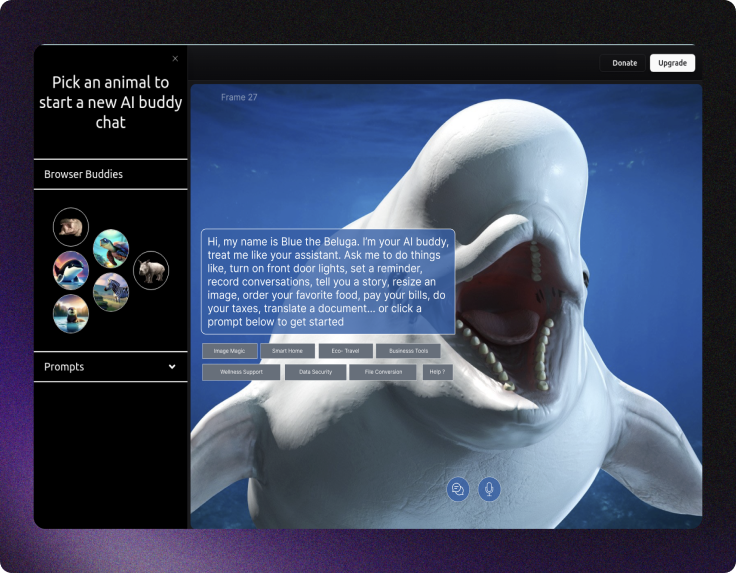 Pick an animal to
start a new AI buddy
chat
Browser Buddies
Prompts
Donate
Upgrade
Frame 27
Hi, my name is Blue the Beluga. I'm your AI buddy,
treat me like your assistant. Ask me to do things
like, turn on front door lights, set a reminder,
record conversations, tell you a story, resize an
image, order your favorite food, pay your bills, do
your taxes, translate a document... or click a
prompt below to get started
Image Magic
Smart Home
Eco- Travel
Businesss Tools
Wellness Support
Data Security
File Conversion
Help ?